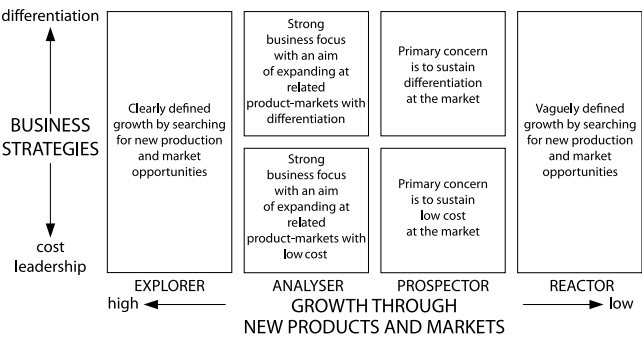 differentiation
BUSINESS
STRATEGIES
cost
leadership
Clearly defined
growth by searching
for new production
and market
opportunities
Strong
business focus
with an aim
of expanding at
related
product-markets with
differentiation
Primary concern
is to sustain
differentiation
at the market
Vaguely defined
growth by searching
for new production
and market
opportunities
Strong
business focus
with an aim
of expanding at
related
product-markets with
low cost
Primary concern
is to sustain
low cost
at the market
EXPLORER
ANALYSER
PROSPECTOR
REACTOR
high
GROWTH THROUGH
NEW PRODUCTS AND MARKETS
low